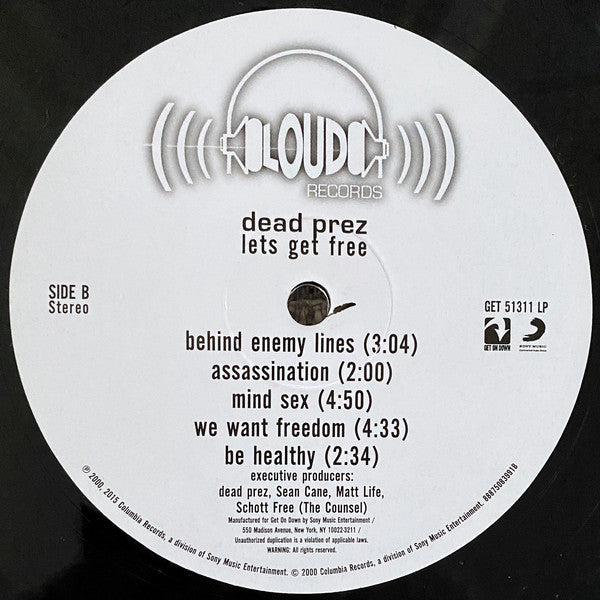 LOUD
RECORDS
dead prez
lets get free
SIDE B
Stereo
GET 51311 LP
GET ON DOWN
SONY MUSIC
behind enemy lines (3:04)
assassination (2:00)
mind sex (4:50)
we want freedom (4:33)
be healthy (2:34)
executive producers:
dead prez, Sean Cane, Matt Life,
Schott Free (The Counsel)
Manufactured for Get On Down by Sony Music Entertainment /
550 Madison Avenue, New York, NY 10022-3211 /
Unauthorized duplication is a violation of applicable laws.
WARNING: All rights reserved.
℗ 2000, 2015 Columbia Records, a division of Sony Music Entertainment. © 2000 Columbia Records, a division of Sony Music Entertainment. 888750839918